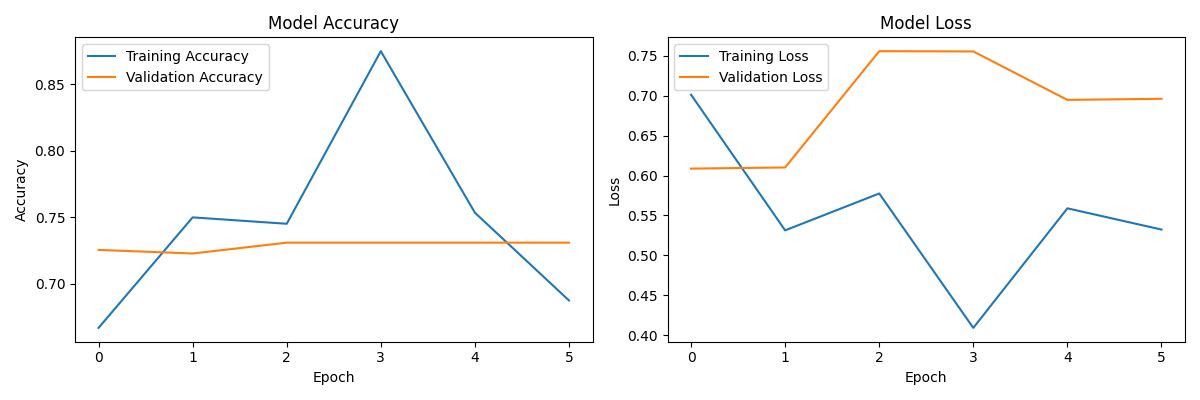 Model Accuracy
Training Accuracy
Validation Accuracy
0.85
0.80
0.75
0.70
Accuracy
0 1 2 3 4 5
Epoch
Model Loss
Training Loss
Validation Loss
0.75
0.70
0.65
0.60
0.55
0.50
0.45
0.40
Loss
0 1 2 3 4 5
Epoch